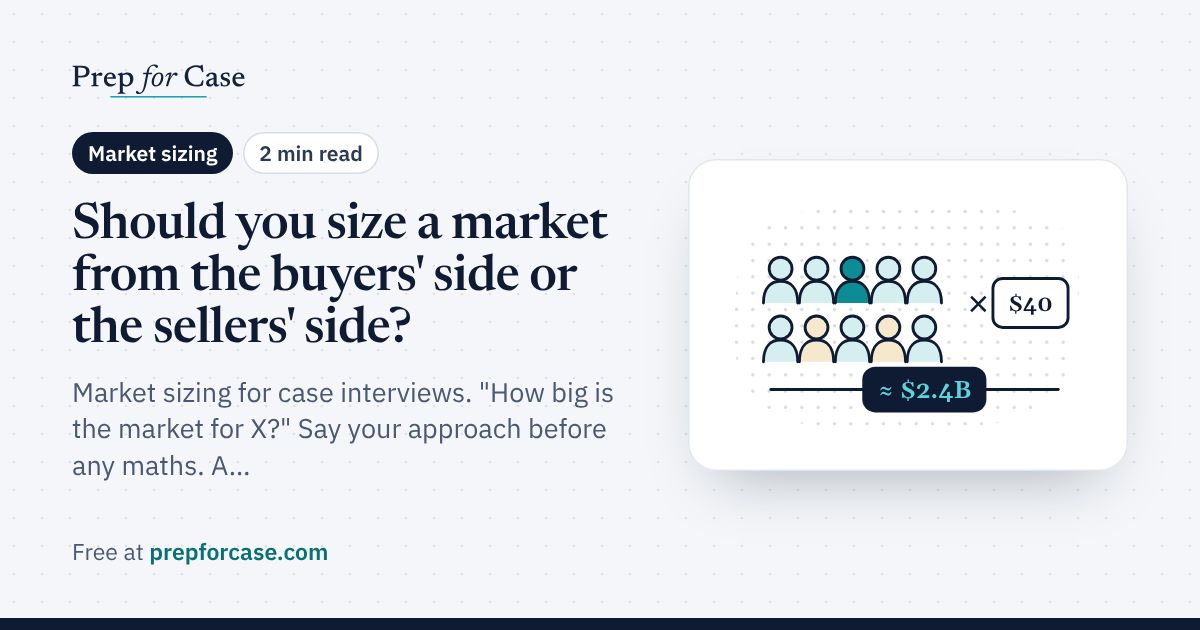 Prep for Case
Market sizing
2 min read
Should you size a market
from the buyers' side or
the sellers' side?
Market sizing for case interviews. "How big is
the market for X?" Say your approach before
any maths. A...
Free at prepforcase.com
× $40
≈ $2.4B